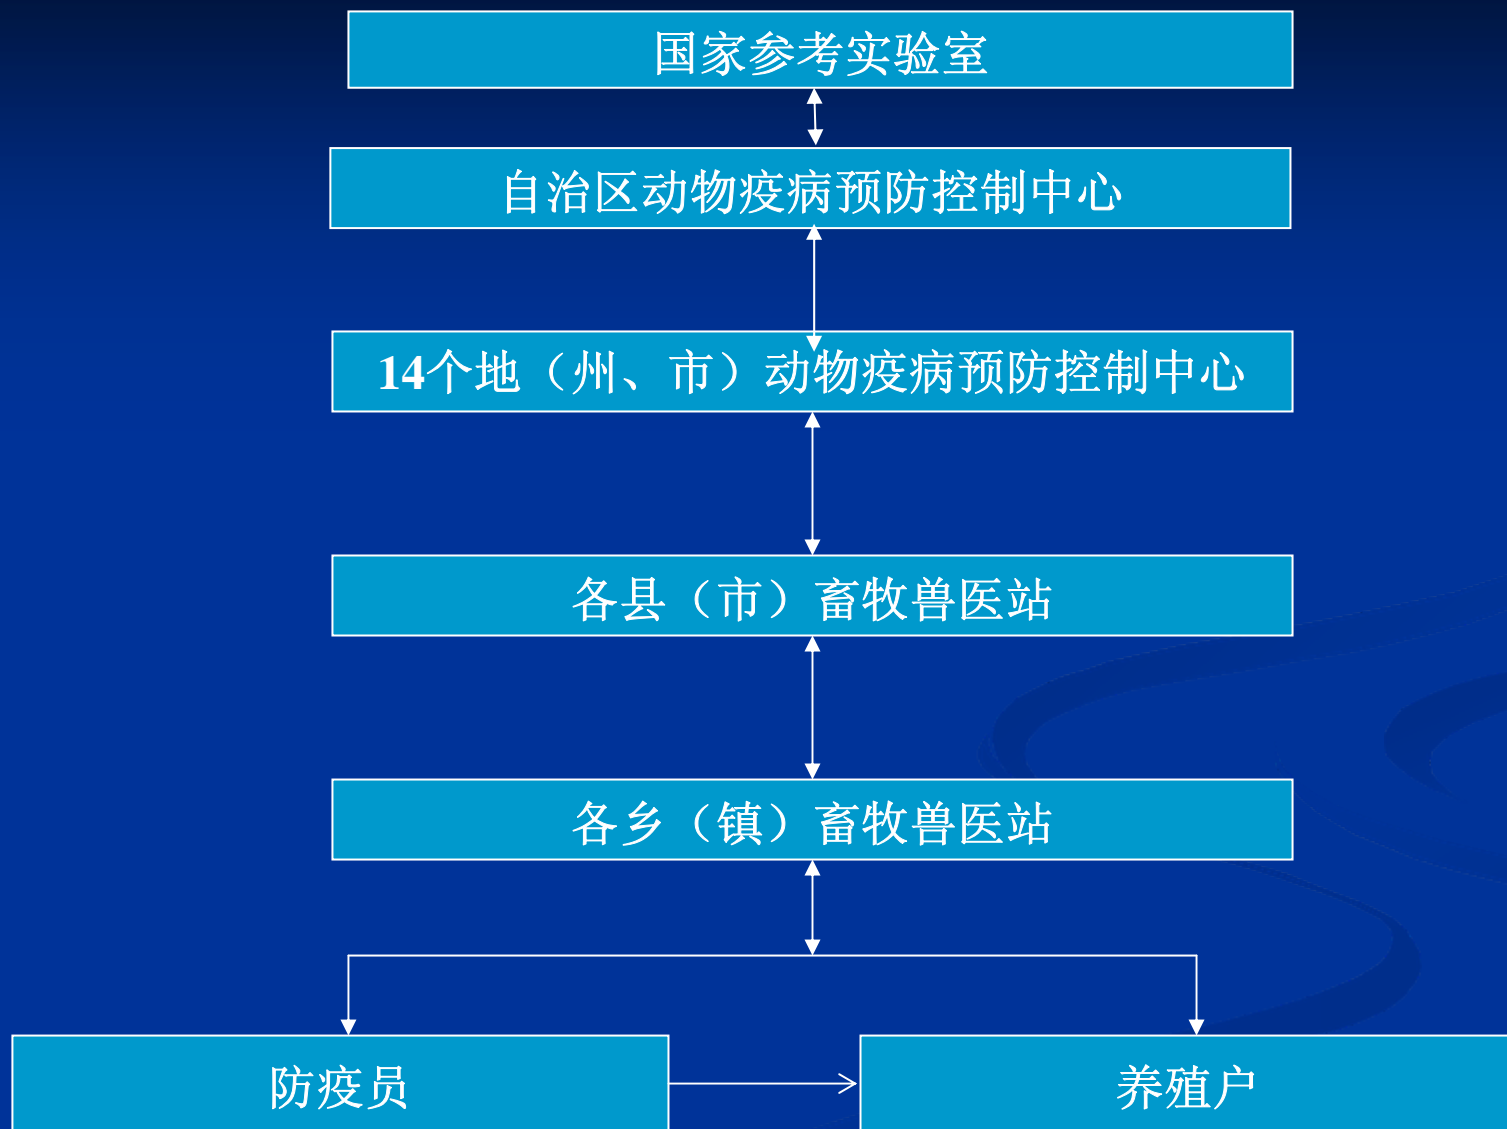 国家参考实验室
自治区动物疫病预防控制中心
14个地（州、市）动物疫病预防控制中心
各县（市）畜牧兽医站
各乡（镇）畜牧兽医站
防疫员
养殖户